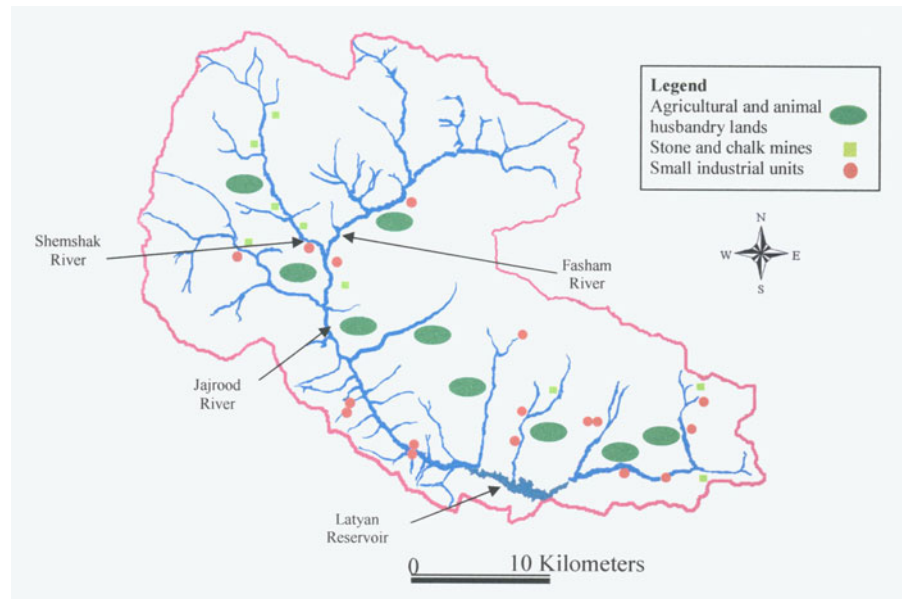 Legend
Agricultural and animal
husbandry lands
Stone and chalk mines
Small industrial units
N
W E
S
Shemshak
River
Fasham
River
Jajrood
River
Latyan
Reservoir
0 10 Kilometers